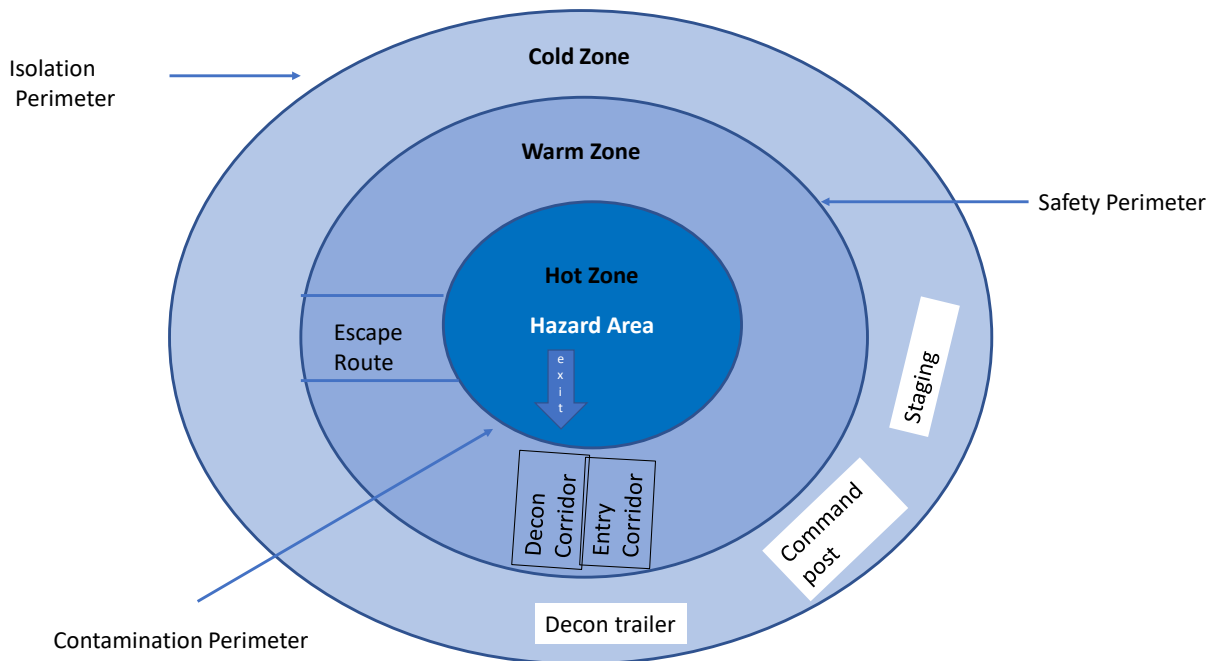 Cold Zone
Isolation
Perimeter
Warm Zone
Safety Perimeter
Hot Zone
Hazard Area
Escape
Route
exit
Staging
Decon
Corridor
Entry
Corridor
Command
post
Decon trailer
Contamination Perimeter